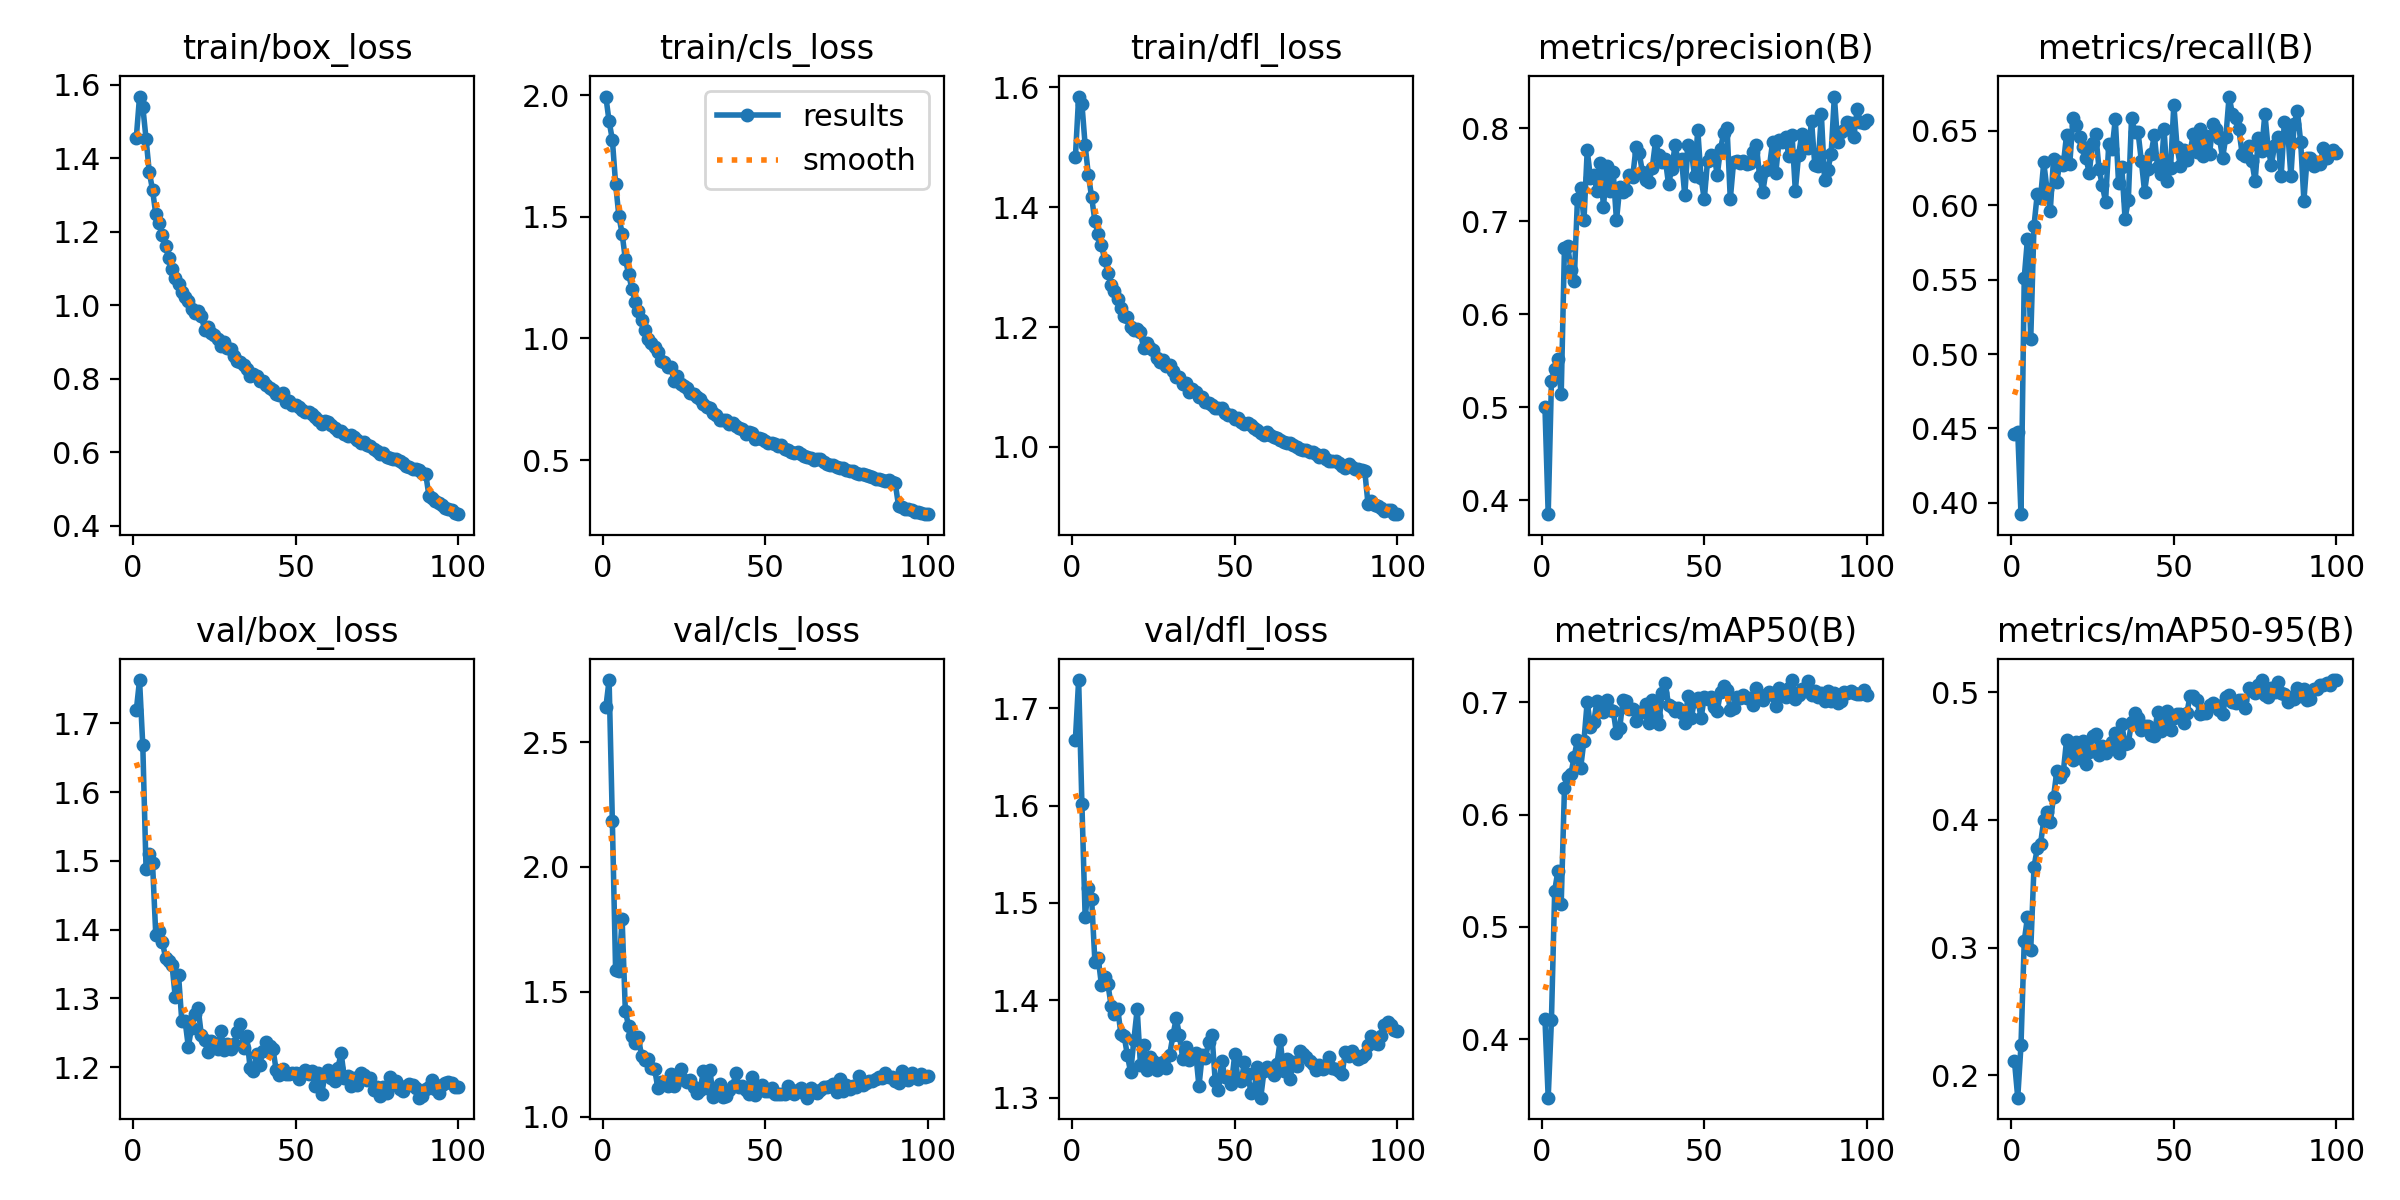 train/box_loss
1.6
1.4
1.2
1.0
0.8
0.6
0.4
0 50 100
train/cls_loss
results
smooth
2.0
1.5
1.0
0.5
0 50 100
train/dfl_loss
1.6
1.4
1.2
1.0
0 50 100
metrics/precision(B)
0.8
0.7
0.6
0.5
0.4
0 50 100
metrics/recall(B)
0.65
0.60
0.55
0.50
0.45
0.40
0 50 100
val/box_loss
1.7
1.6
1.5
1.4
1.3
1.2
0 50 100
val/cls_loss
2.5
2.0
1.5
1.0
0 50 100
val/dfl_loss
1.7
1.6
1.5
1.4
1.3
0 50 100
metrics/mAP50(B)
0.7
0.6
0.5
0.4
0 50 100
metrics/mAP50-95(B)
0.5
0.4
0.3
0.2
0 50 100